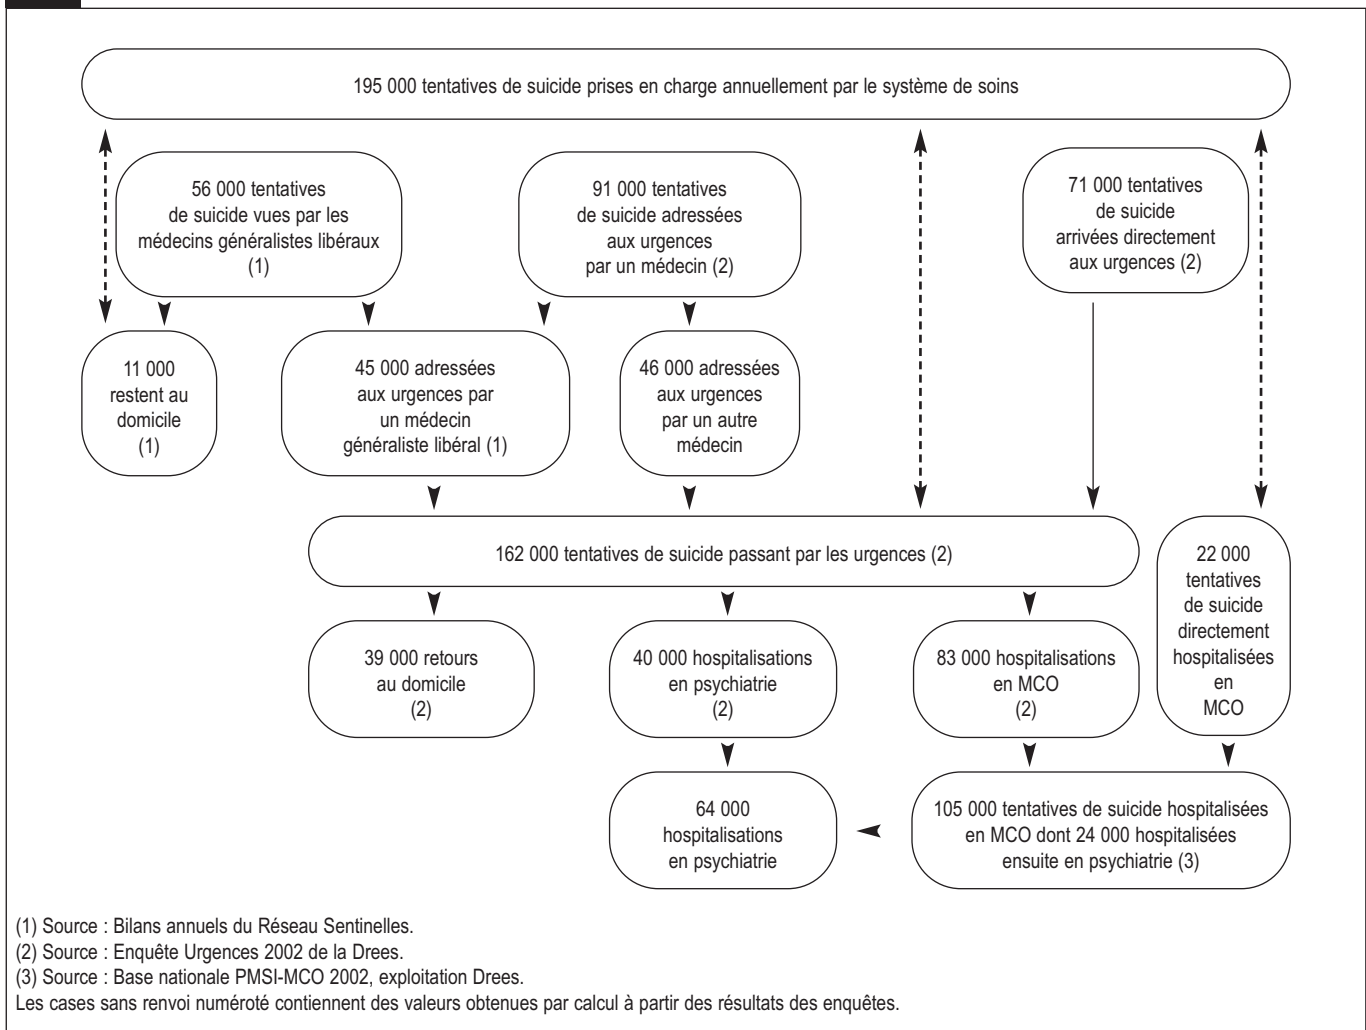 195 000 tentatives de suicide prises en charge annuellement par le système de soins
56 000 tentatives
de suicide vues par les
médecins généralistes libéraux
(1)
91 000 tentatives
de suicide adressées
aux urgences
par un médecin (2)
71 000 tentatives
de suicide
arrivées directement
aux urgences (2)
11 000
restent au
domicile
(1)
45 000 adressées
aux urgences par
un médecin
généraliste libéral (1)
46 000 adressées
aux urgences
par un autre
médecin
162 000 tentatives de suicide passant par les urgences (2)
22 000
tentatives
de suicide
directement
hospitalisées
en
MCO
39 000 retours
au domicile
(2)
40 000 hospitalisations
en psychiatrie
(2)
83 000 hospitalisations
en MCO
(2)
64 000
hospitalisations
en psychiatrie
105 000 tentatives de suicide hospitalisées
en MCO dont 24 000 hospitalisées
ensuite en psychiatrie (3)
(1) Source : Bilans annuels du Réseau Sentinelles.
(2) Source : Enquête Urgences 2002 de la Drees.
(3) Source : Base nationale PMSI-MCO 2002, exploitation Drees.
Les cases sans renvoi numéroté contiennent des valeurs obtenues par calcul à partir des résultats des enquêtes.